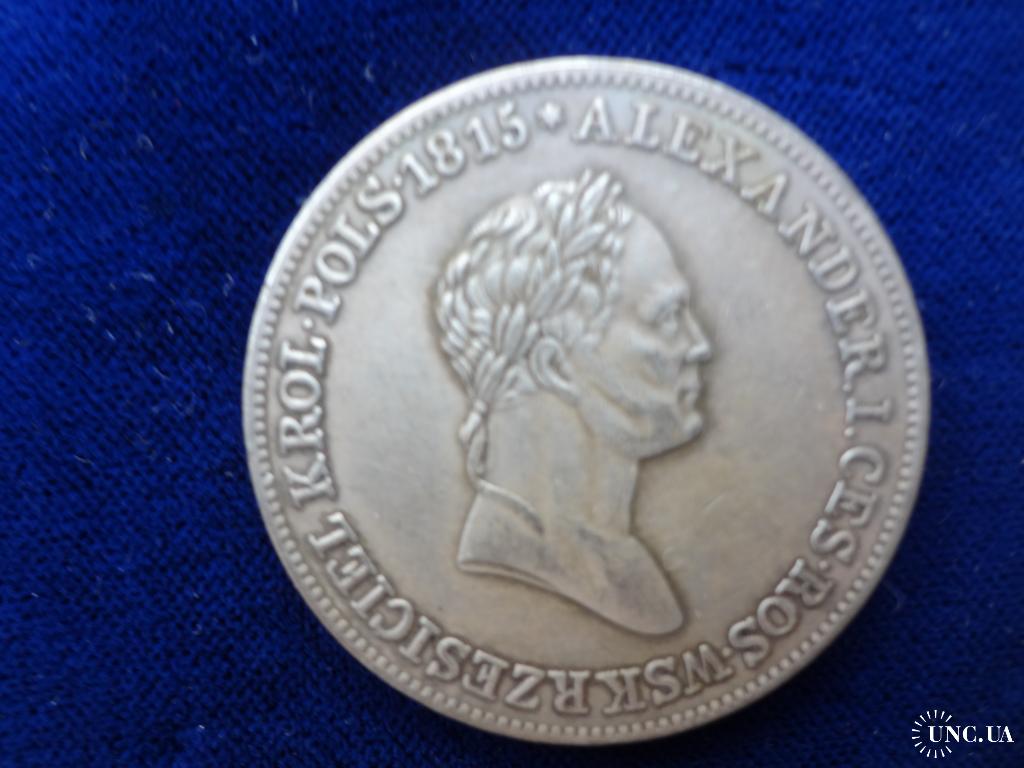 ALEXANDER.I.CES.ROS.WSKRZESICIEL KROL.POLS.1815
UNC.UA